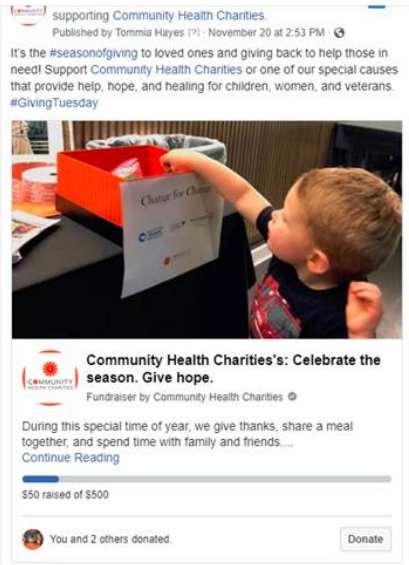 supporting Community Health Charities.
Published by Tommia Hayes [?] · November 20 at 2:53 PM ·
It's the #seasonofgiving to loved ones and giving back to help those in
need! Support Community Health Charities or one of our special causes
that provide help, hope, and healing for children, women, and veterans.
#GivingTuesday
Change for Change
COMMUNITY
HEALTH CHARITIES
Community Health Charities's: Celebrate the
season. Give hope.
Fundraiser by Community Health Charities
During this special time of year, we give thanks, share a meal
together, and spend time with family and friends....
Continue Reading
$50 raised of $500
You and 2 others donated.
Donate